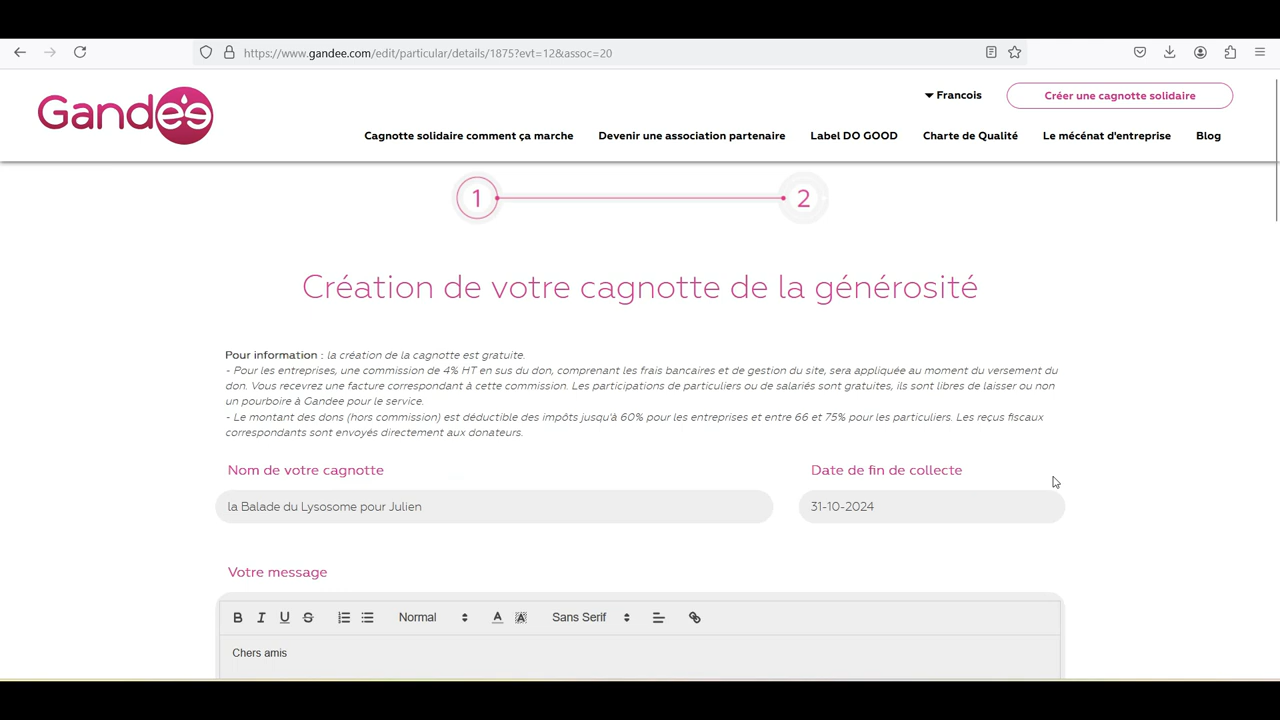 https://www.gandee.com/edit/particular/details/1875?evt=12&assoc=20
Gandee
Francois
Créer une cagnotte solidaire
Cagnotte solidaire comment ça marche
Devenir une association partenaire
Label DO GOOD
Charte de Qualité
Le mécénat d'entreprise
Blog
1
2
Création de votre cagnotte de la générosité
Pour information : la création de la cagnotte est gratuite.
- Pour les entreprises, une commission de 4% HT en sus du don, comprenant les frais bancaires et de gestion du site, sera appliquée au moment du versement du
don. Vous recevrez une facture correspondant à cette commission. Les participations de particuliers ou de salariés sont gratuites, ils sont libres de laisser ou non
un pourboire à Gandee pour le service.
- Le montant des dons (hors commission) est déductible des impôts jusqu'à 60% pour les entreprises et entre 66 et 75% pour les particuliers. Les reçus fiscaux
correspondants sont envoyés directement aux donateurs.
Nom de votre cagnotte
Date de fin de collecte
la Balade du Lysosome pour Julien
31-10-2024
Votre message
B I U S Normal A A Sans Serif
Chers amis